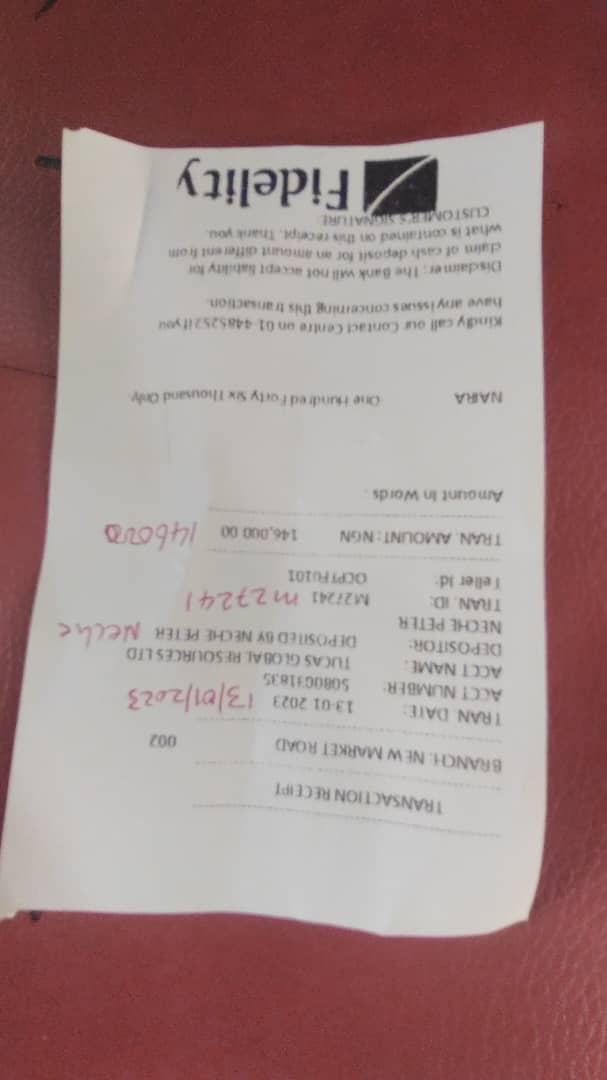 TRANSACTION RECEIPT
BRANCH: NEW MARKET ROAD 002
TRAN. DATE: 13-01-2023 13/01/2023
ACCT NUMBER: 5080031835
ACCT NAME: TUCAS GLOBAL RESOURCES LTD
DEPOSITOR: DEPOSITED BY NECHE PETER Neche
NECHE PETER
TRAN. ID: M27241 m27241
Teller Id: OCPTFU101
TRAN. AMOUNT: NGN 146,000.00 146000
Amount In Words :
NAIRA One Hundred Forty Six Thousand Only.
Kindly call our Contact Centre on 01-4485252 if you
have any issues concerning this transaction.
Disclaimer: The Bank will not accept liability for
claim of cash deposit for an amount different from
what is contained on this receipt. Thank you.
CUSTOMER'S SIGNATURE:
Fidelity